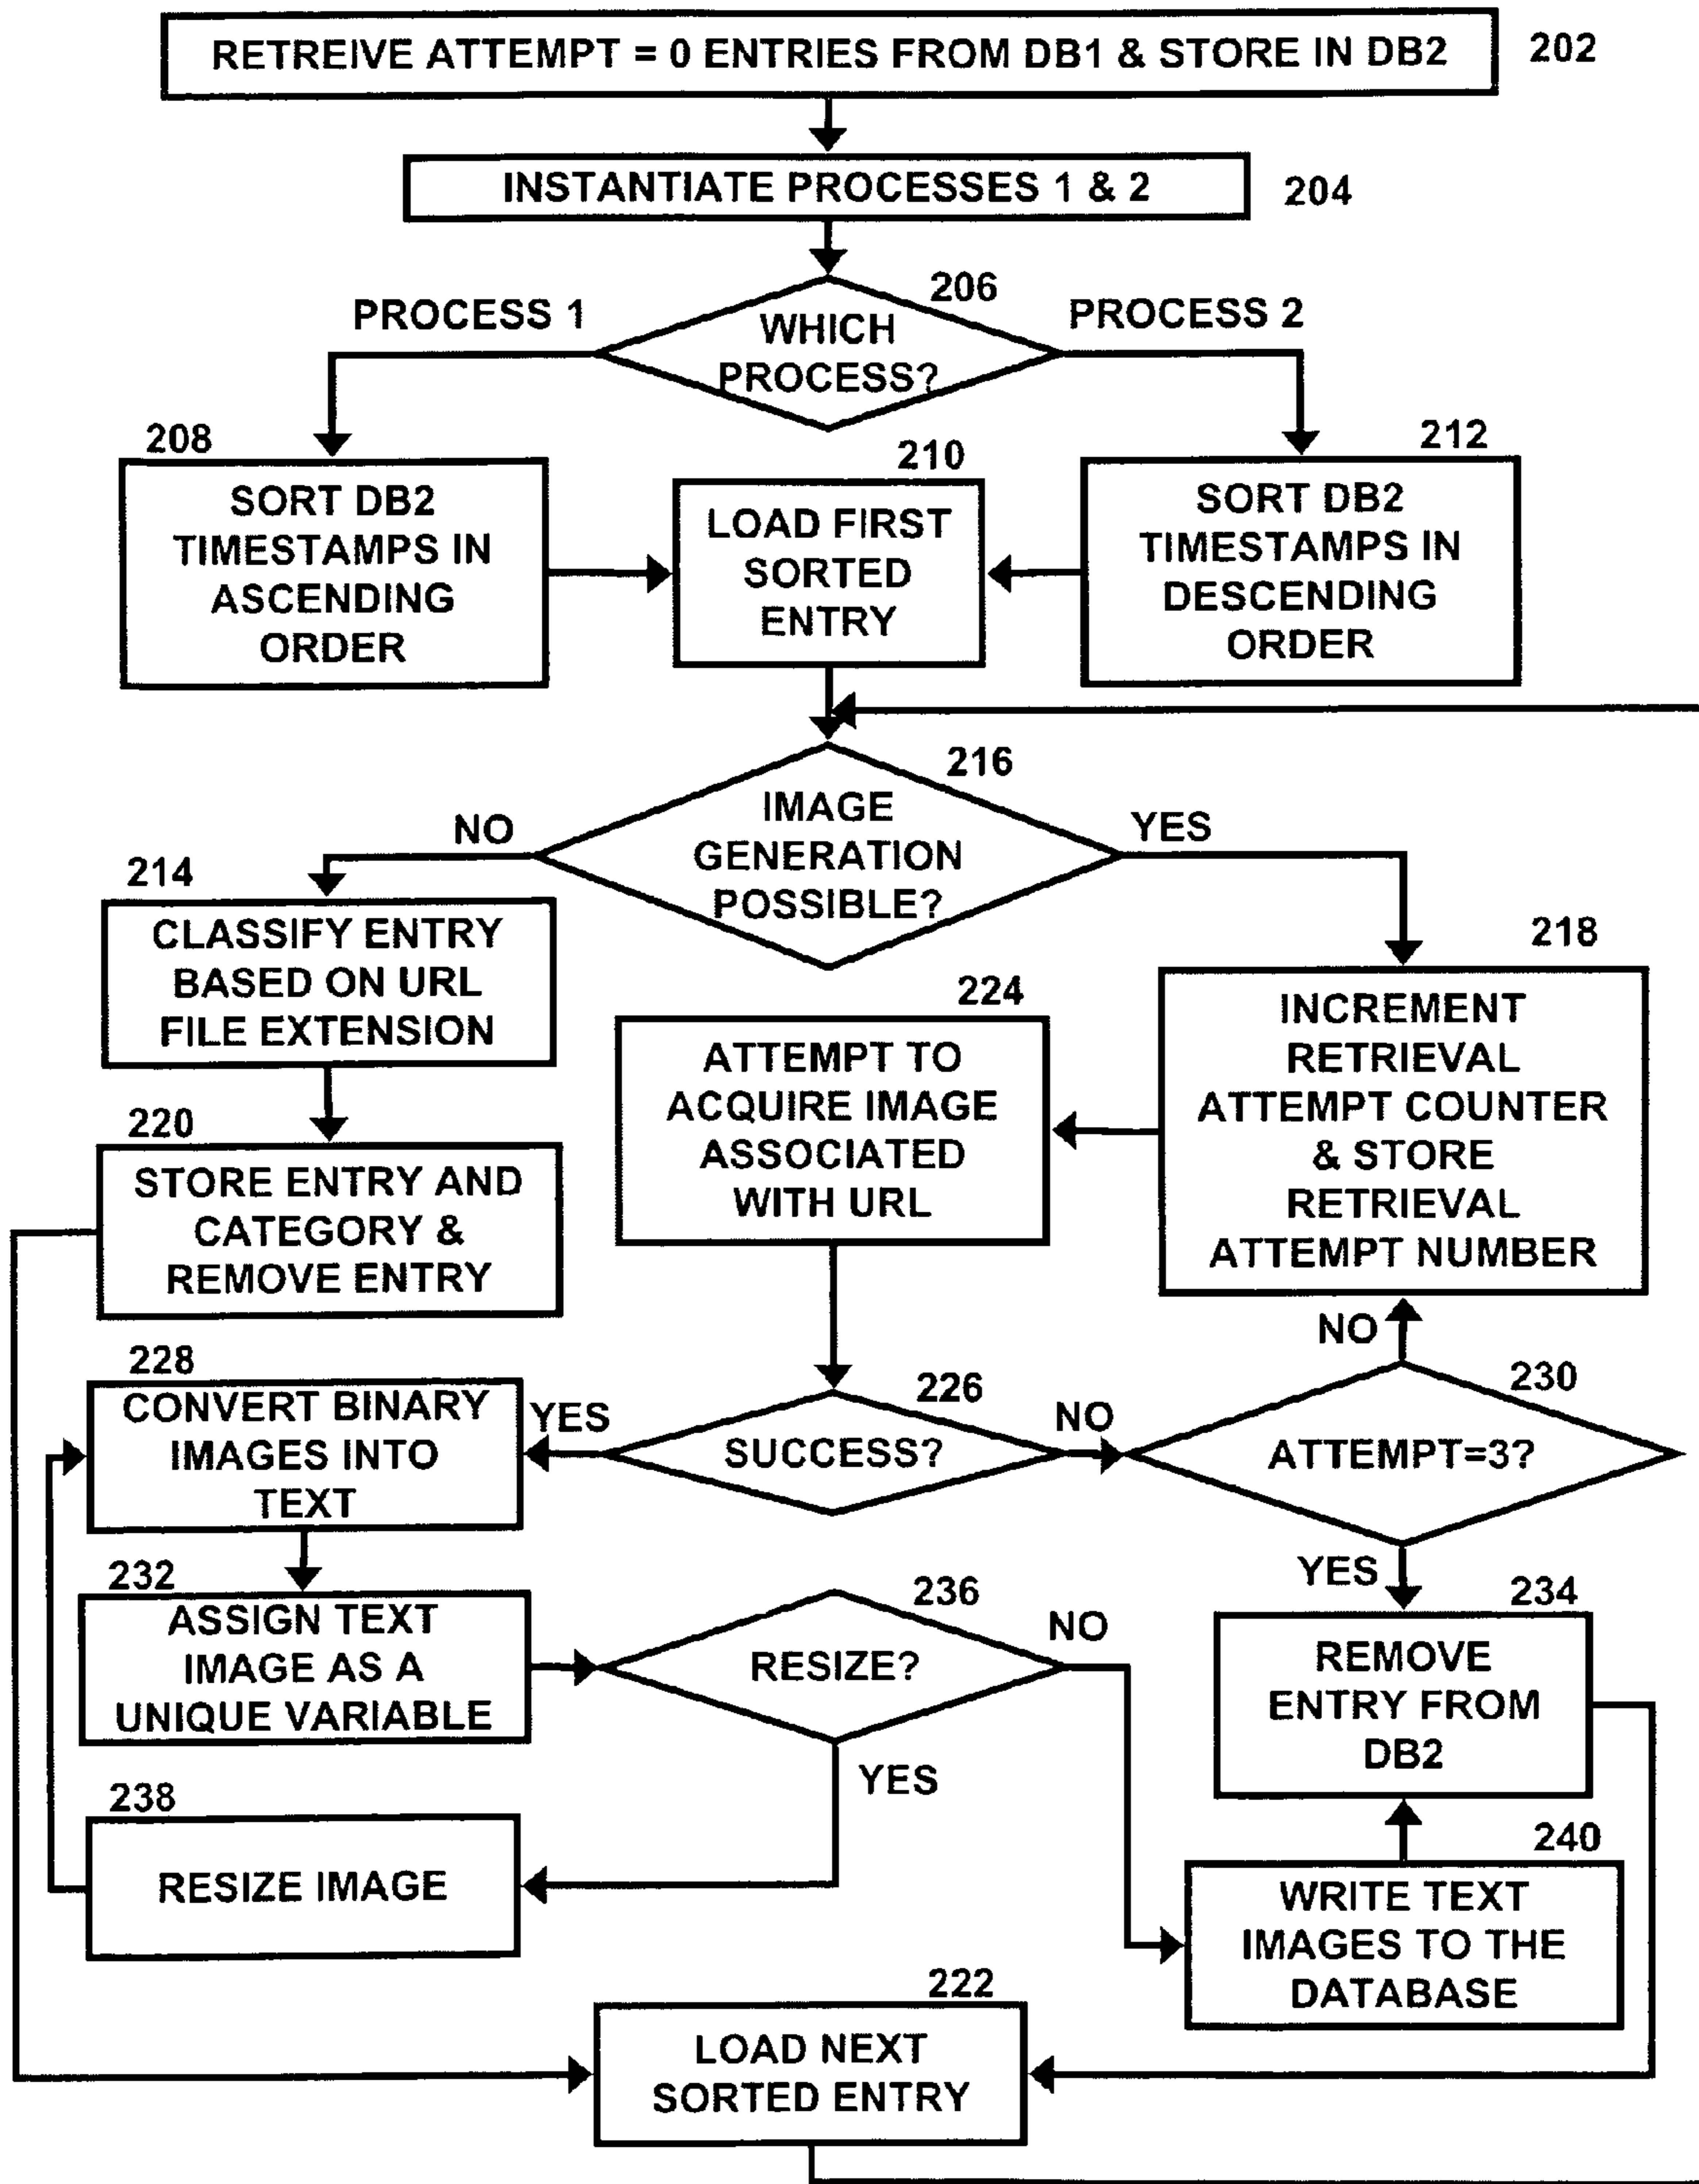 RETREIVE ATTEMPT = 0 ENTRIES FROM DB1 & STORE IN DB2
202
INSTANTIATE PROCESSES 1 & 2
204
206
PROCESS 1
PROCESS 2
WHICH
PROCESS?
208
SORT DB2
TIMESTAMPS IN
ASCENDING
ORDER
210
LOAD FIRST
SORTED
ENTRY
212
SORT DB2
TIMESTAMPS IN
DESCENDING
ORDER
216
IMAGE
GENERATION
POSSIBLE?
NO
YES
214
CLASSIFY ENTRY
BASED ON URL
FILE EXTENSION
218
INCREMENT
RETRIEVAL
ATTEMPT COUNTER
& STORE
RETRIEVAL
ATTEMPT NUMBER
224
ATTEMPT TO
ACQUIRE IMAGE
ASSOCIATED
WITH URL
220
STORE ENTRY AND
CATEGORY &
REMOVE ENTRY
NO
228
CONVERT BINARY
IMAGES INTO
TEXT
YES
226
SUCCESS?
NO
230
ATTEMPT=3?
YES
232
ASSIGN TEXT
IMAGE AS A
UNIQUE VARIABLE
236
RESIZE?
NO
234
REMOVE
ENTRY FROM
DB2
YES
238
RESIZE IMAGE
240
WRITE TEXT
IMAGES TO THE
DATABASE
222
LOAD NEXT
SORTED ENTRY